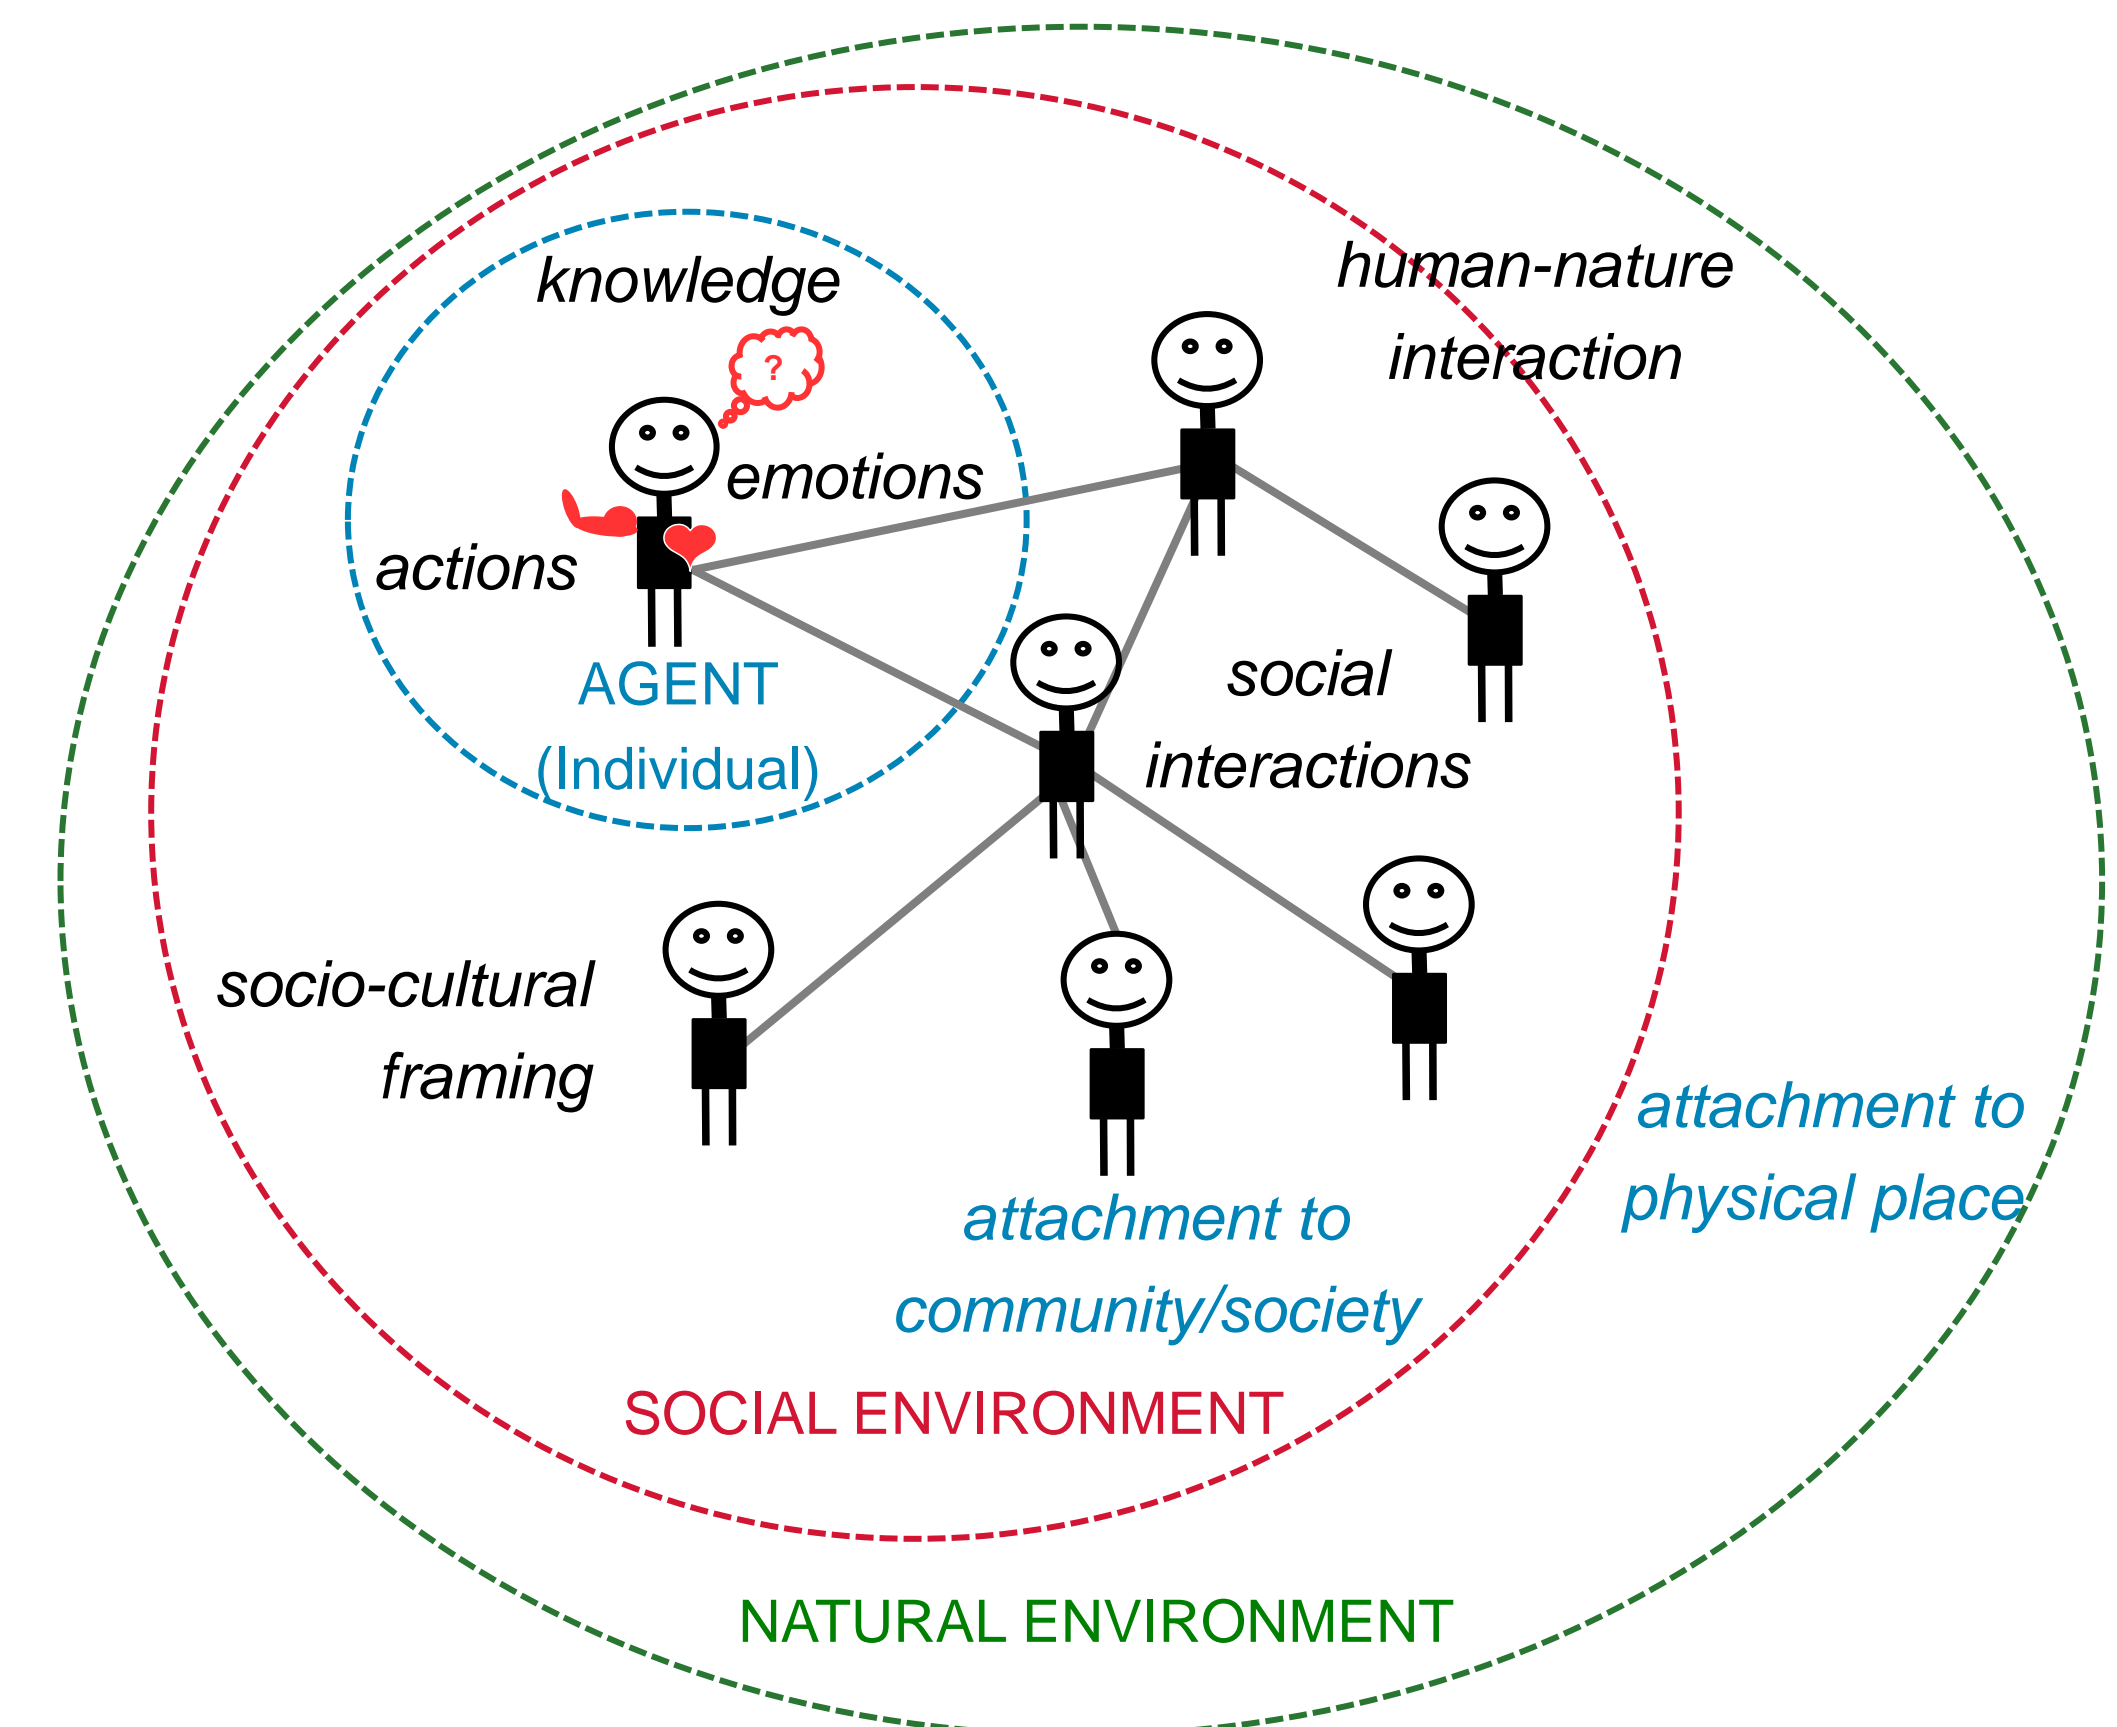 knowledge
?
emotions
actions
AGENT
(Individual)
human-nature
interaction
social
interactions
socio-cultural
framing
attachment to
physical place
attachment to
community/society
SOCIAL ENVIRONMENT
NATURAL ENVIRONMENT